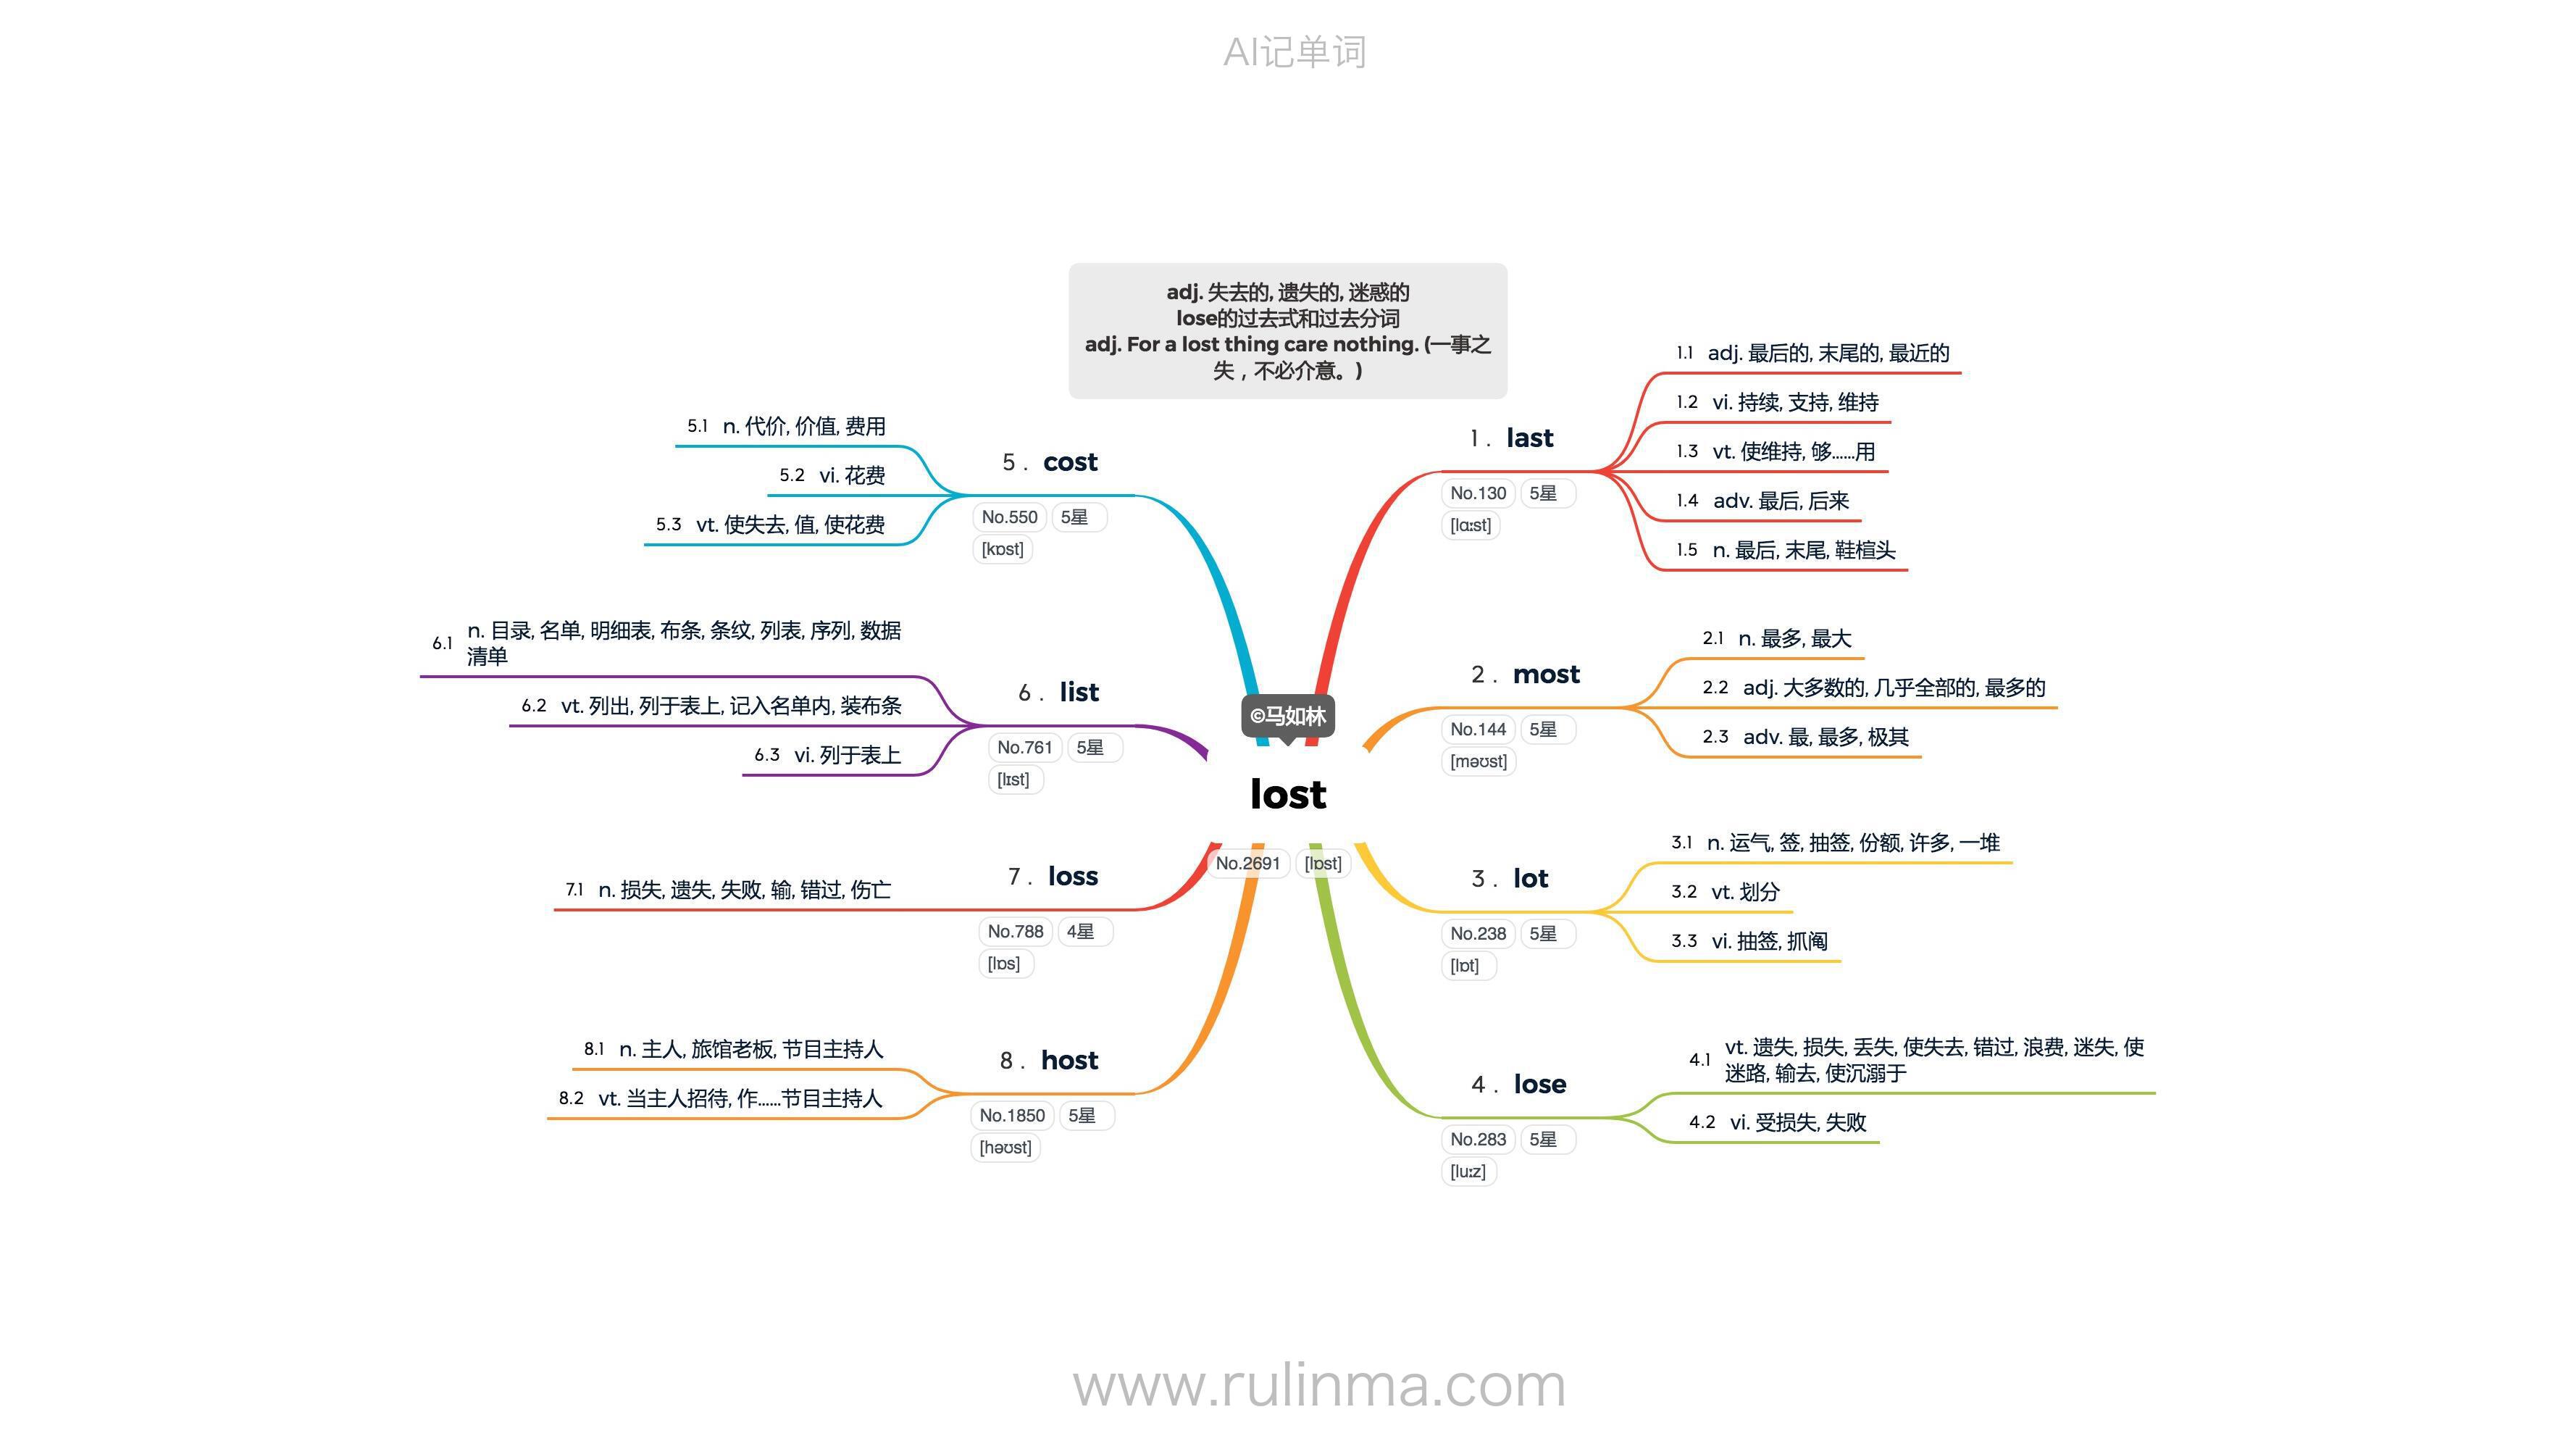 AI记单词
adj. 失去的, 遗失的, 迷惑的
lose的过去式和过去分词
adj. For a lost thing care nothing. (一事之
失，不必介意。)
©马如林
lost
No.2691 [lɒst]
1. last
No.130 5星
[lɑːst]
1.1 adj. 最后的, 末尾的, 最近的
1.2 vi. 持续, 支持, 维持
1.3 vt. 使维持, 够……用
1.4 adv. 最后, 后来
1.5 n. 最后, 末尾, 鞋楦头
2. most
No.144 5星
[məʊst]
2.1 n. 最多, 最大
2.2 adj. 大多数的, 几乎全部的, 最多的
2.3 adv. 最, 最多, 极其
3. lot
No.238 5星
[lɒt]
3.1 n. 运气, 签, 抽签, 份额, 许多, 一堆
3.2 vt. 划分
3.3 vi. 抽签, 抓阄
4. lose
No.283 5星
[luːz]
4.1 vt. 遗失, 损失, 丢失, 使失去, 错过, 浪费, 迷失, 使
迷路, 输去, 使沉溺于
4.2 vi. 受损失, 失败
5. cost
No.550 5星
[kɒst]
5.1 n. 代价, 价值, 费用
5.2 vi. 花费
5.3 vt. 使失去, 值, 使花费
6. list
No.761 5星
[lɪst]
6.1 n. 目录, 名单, 明细表, 布条, 条纹, 列表, 序列, 数据
清单
6.2 vt. 列出, 列于表上, 记入名单内, 装布条
6.3 vi. 列于表上
7. loss
No.788 4星
[lɒs]
7.1 n. 损失, 遗失, 失败, 输, 错过, 伤亡
8. host
No.1850 5星
[həʊst]
8.1 n. 主人, 旅馆老板, 节目主持人
8.2 vt. 当主人招待, 作……节目主持人
www.rulinma.com